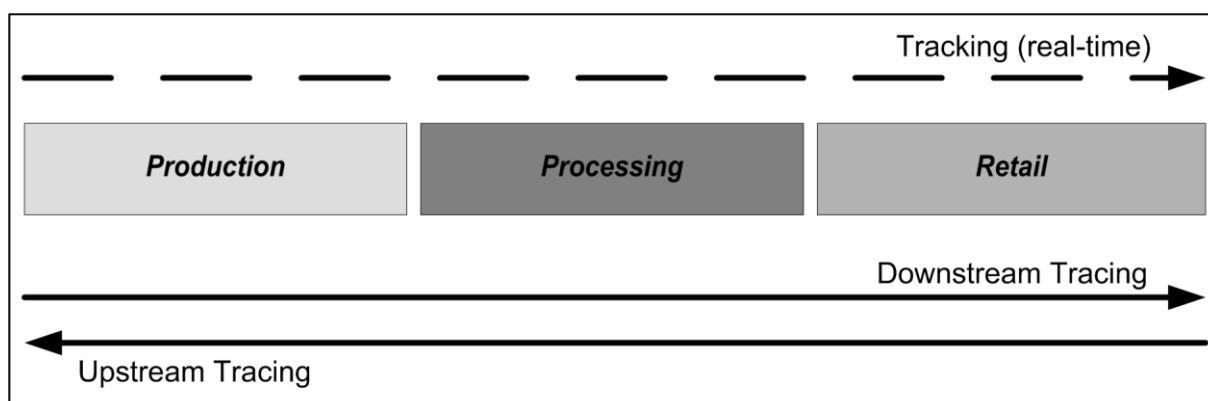 Tracking (real-time)
Production
Processing
Retail
Downstream Tracing
Upstream Tracing